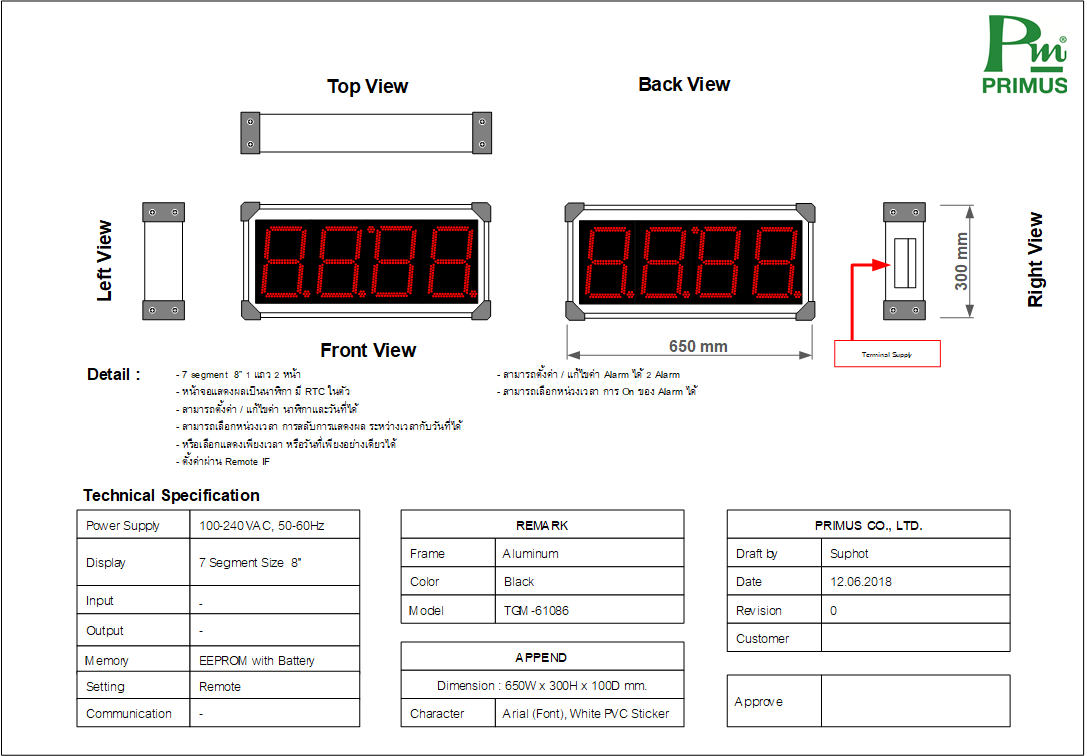 Pm®
PRIMUS
Top View
Back View
Left View
Right View
8.8.8.8.
8.8.8.8.
300 mm
650 mm
Terminal Supply
Front View
Detail :
- 7 segment 8" 1 แถว 2 หน้า
- หน้าจอแสดงผลเป็นนาฬิกา มี RTC ในตัว
- สามารถตั้งค่า / แก้ไขค่า นาฬิกาและวันที่ได้
- สามารถเลือกหน่วงเวลา การสลับการแสดงผล ระหว่างเวลากับวันที่ได้
- หรือเลือกแสดงเพียงเวลา หรือวันที่เพียงอย่างเดียวได้
- ตั้งค่าผ่าน Remote IF
- สามารถตั้งค่า / แก้ไขค่า Alarm ได้ 2 Alarm
- สามารถเลือกหน่วงเวลา การ On ของ Alarm ได้
Technical Specification
Power Supply 100-240VAC, 50-60Hz
Display 7 Segment Size 8"
Input -
Output -
Memory EEPROM with Battery
Setting Remote
Communication -
REMARK
Frame Aluminum
Color Black
Model TGM-61086
APPEND
Dimension : 650W x 300H x 100D mm.
Character Arial (Font), White PVC Sticker
PRIMUS CO., LTD.
Draft by Suphot
Date 12.06.2018
Revision 0
Customer
Approve